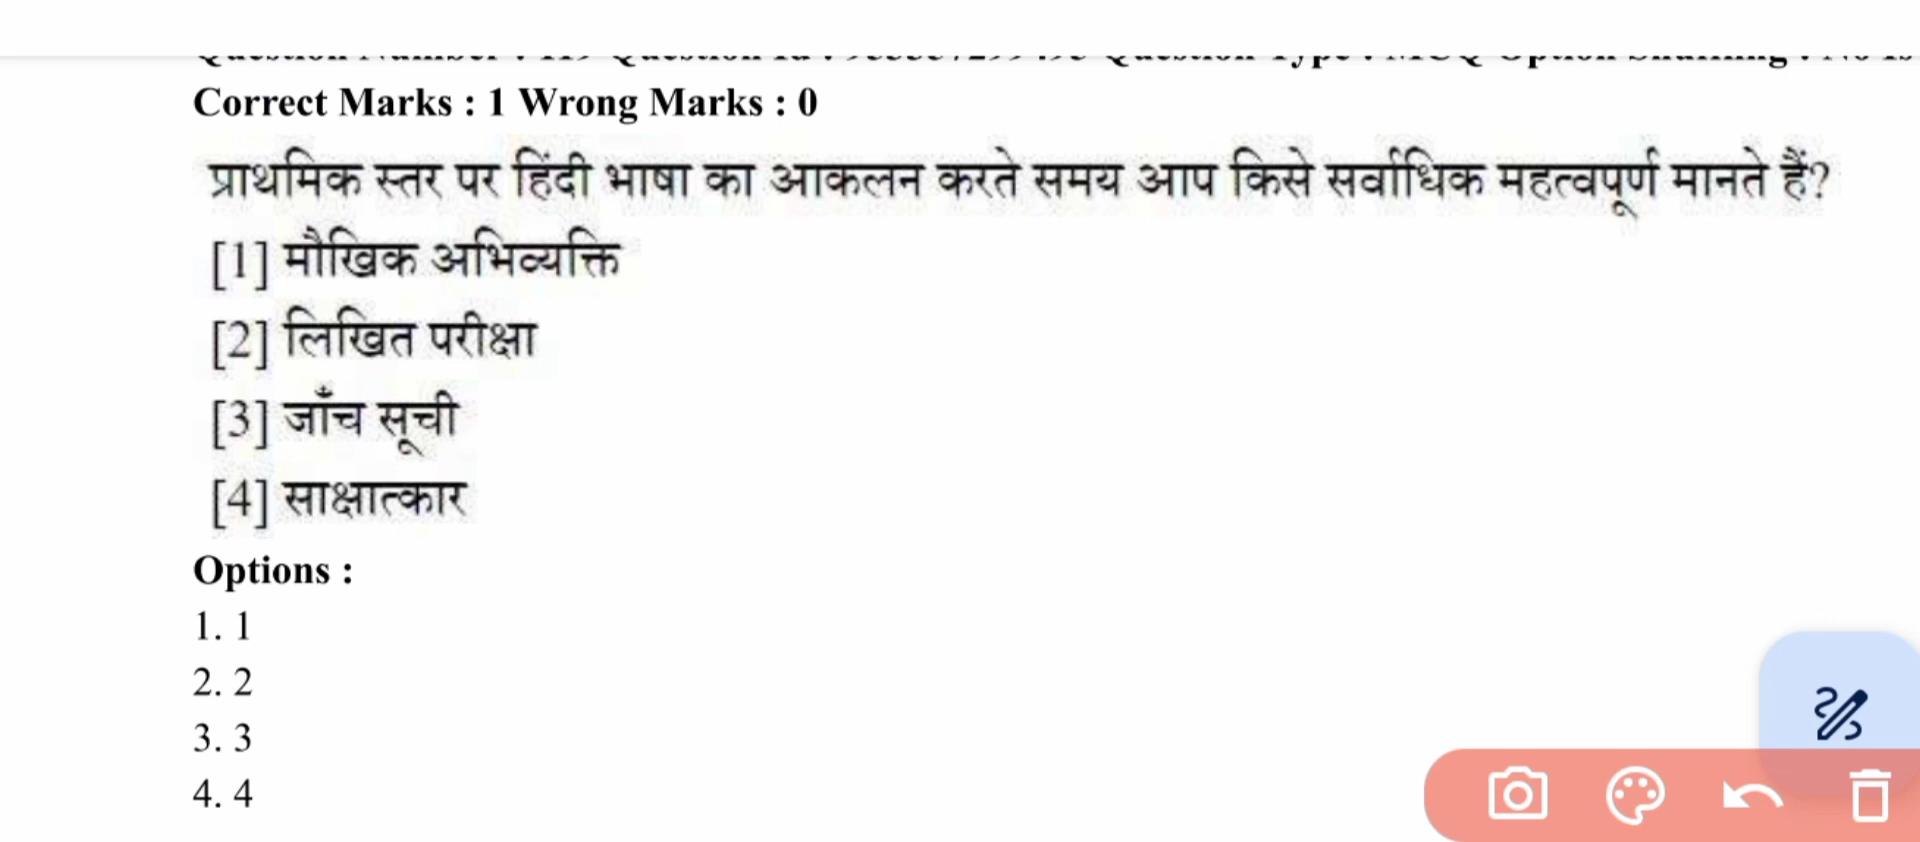 Correct Marks : 1 Wrong Marks : 0
प्राथमिक स्तर पर हिंदी भाषा का आकलन करते समय आप किसे सर्वाधिक महत्वपूर्ण मानते हैं?
[1] मौखिक अभिव्यक्ति
[2] लिखित परीक्षा
[3] जाँच सूची
[4] साक्षात्कार
Options :
1. 1
2. 2
3. 3
4. 4